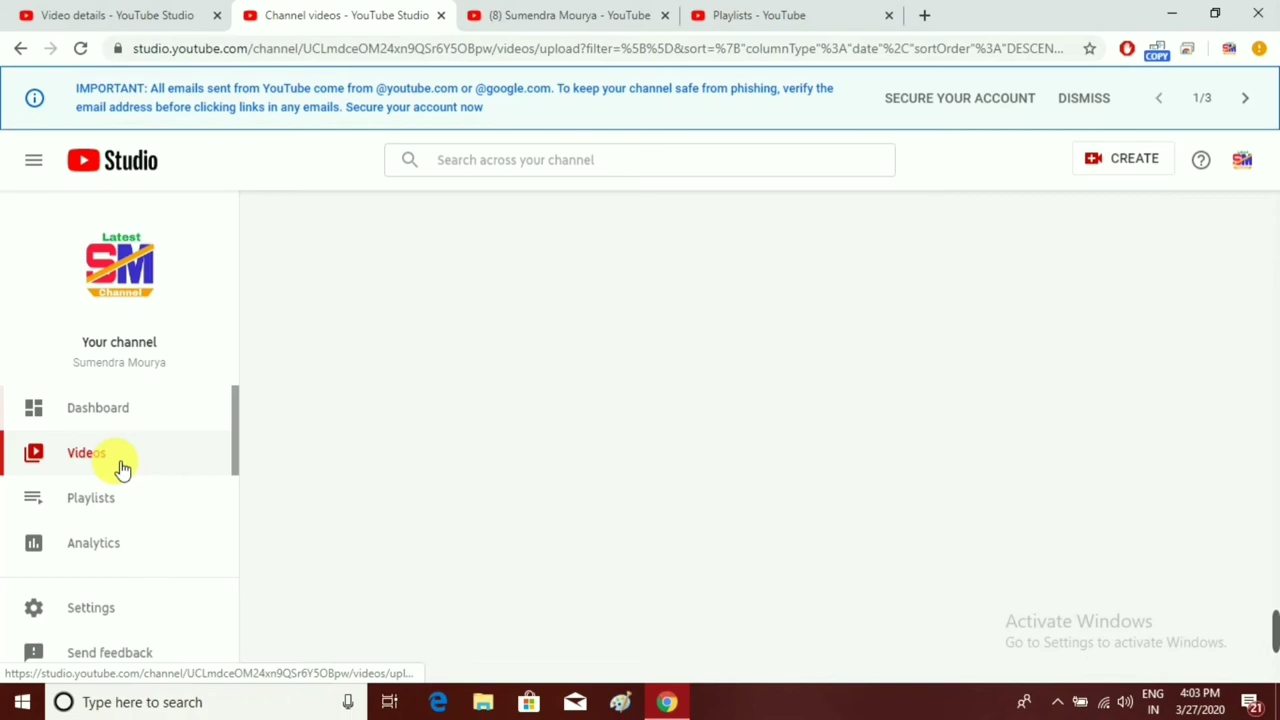 Video details - YouTube Studio
Channel videos - YouTube Studio
(8) Sumendra Mourya - YouTube
Playlists - YouTube
studio.youtube.com/channel/UCLmdceOM24xn9QSr6Y5OBpw/videos/upload?filter=%5B%5D&sort=%7B"columnType"%3A"date"%2C"sortOrder"%3A"DESCEN...
COPY
IMPORTANT: All emails sent from YouTube come from @youtube.com or @google.com. To keep your channel safe from phishing, verify the
email address before clicking links in any emails. Secure your account now
SECURE YOUR ACCOUNT
DISMISS
1/3
Studio
Search across your channel
CREATE
Latest
SM
Channel
Your channel
Sumendra Mourya
Dashboard
Videos
Playlists
Analytics
Settings
Send feedback
Activate Windows
Go to Settings to activate Windows.
https://studio.youtube.com/channel/UCLmdceOM24xn9QSr6Y5OBpw/videos/upl...
Type here to search
ENG
IN
4:03 PM
3/27/2020
21